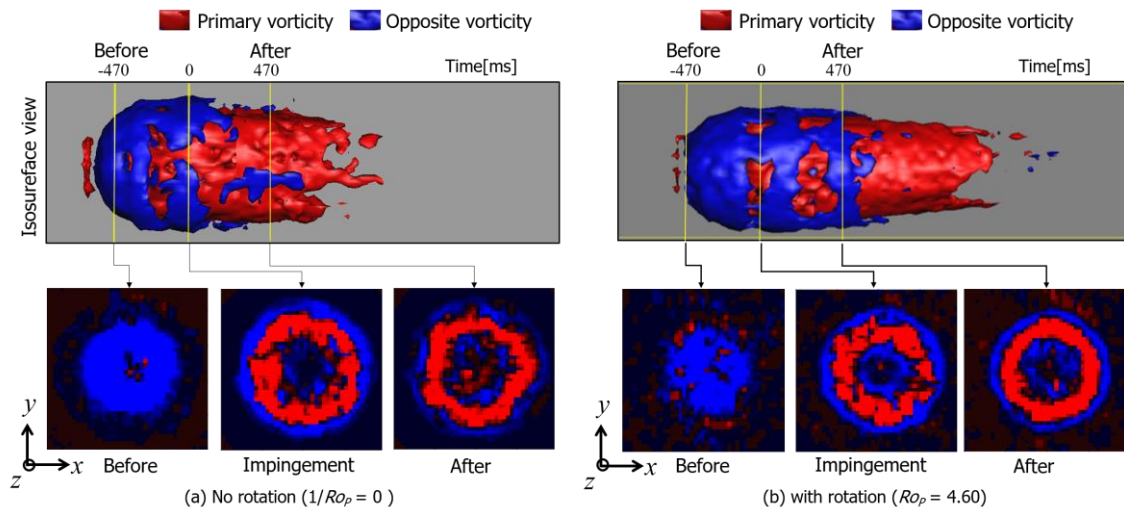 Primary vorticity Opposite vorticity
Before After
-470 0 470 Time[ms]
Isosureface view
y
z x
Before Impingement After
(a) No rotation (1/Roₚ = 0 )
Primary vorticity Opposite vorticity
Before After
-470 0 470 Time[ms]
y
z x
Before Impingement After
(b) with rotation (Roₚ = 4.60)